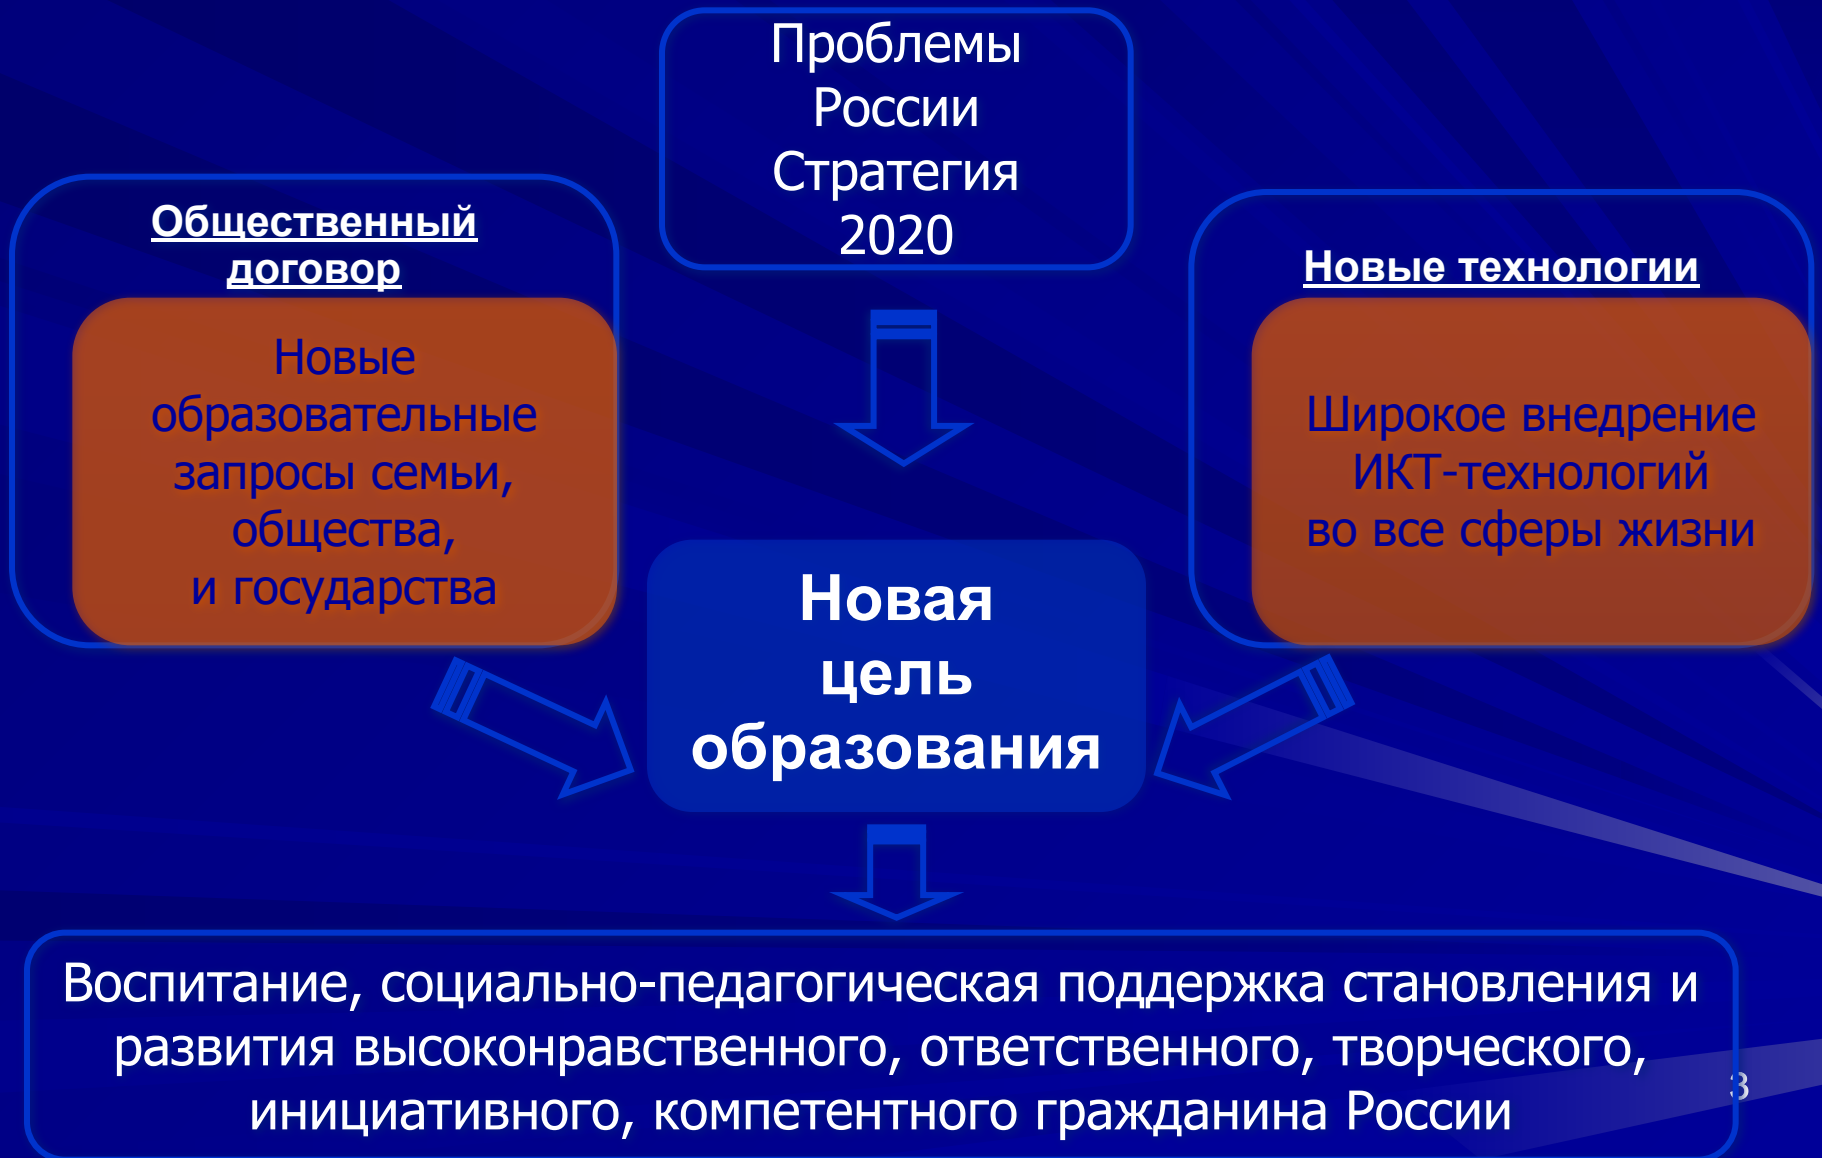 Проблемы
России
Стратегия
2020
Общественный
договор
Новые
образовательные
запросы семьи,
общества,
и государства
Новые технологии
Широкое внедрение
ИКТ-технологий
во все сферы жизни
Новая
цель
образования
Воспитание, социально-педагогическая поддержка становления и
развития высоконравственного, ответственного, творческого,
инициативного, компетентного гражданина России
3